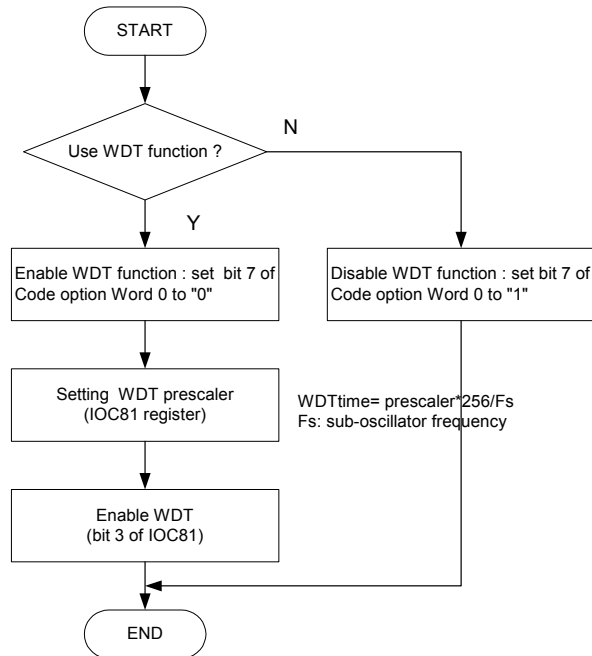 START
Use WDT function ?
N
Y
Enable WDT function : set bit 7 of
Code option Word 0 to "0"
Disable WDT function : set bit 7 of
Code option Word 0 to "1"
Setting WDT prescaler
(IOC81 register)
WDTtime= prescaler*256/Fs
Fs: sub-oscillator frequency
Enable WDT
(bit 3 of IOC81)
END